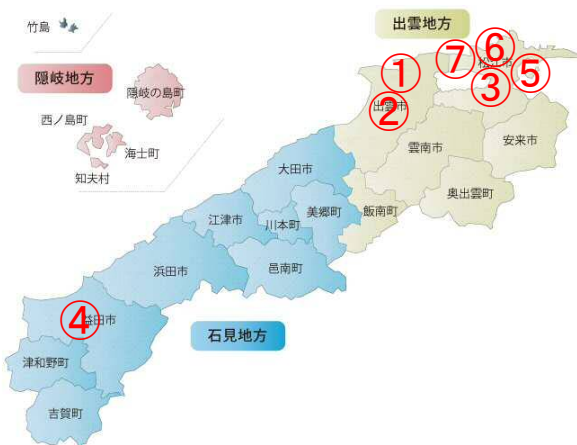 竹島
隠岐地方
隠岐の島町
西ノ島町
海士町
知夫村
出雲地方
①
⑦
⑥
松江市
⑤
③
出雲市
②
雲南市
安来市
奥出雲町
飯南町
大田市
美郷町
川本町
江津市
邑南町
浜田市
④
益田市
石見地方
津和野町
吉賀町